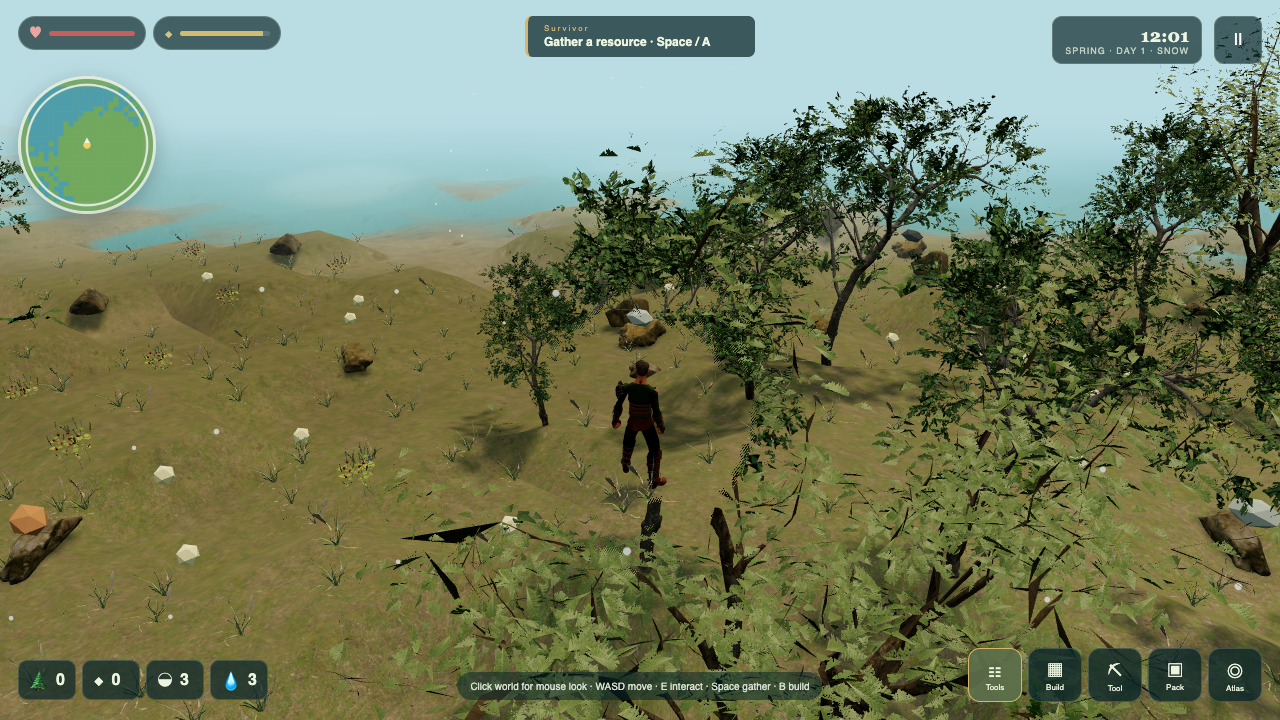 Survivor
Gather a resource · Space / A
12:01
SPRING · DAY 1 · SNOW
0
0
3
3
Click world for mouse look · WASD move · E interact · Space gather · B build
Tools
Build
Tool
Pack
Atlas